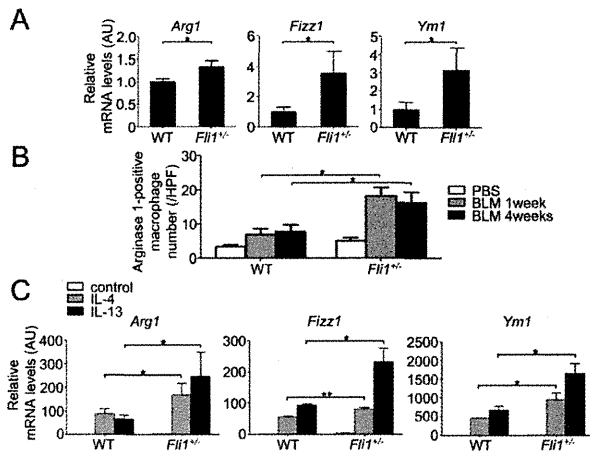 A
Arg1
Fizz1
Ym1
Relative
mRNA levels (AU)
2.0
1.5
1.0
0.5
0.0
*
WT
Fli1+/-
6
4
2
0
*
WT
Fli1+/-
5
4
3
2
1
0
*
WT
Fli1+/-
B
Arginase 1-positive
macrophage
number (/HPF)
30
20
10
0
*
*
WT
Fli1+/-
PBS
BLM 1week
BLM 4weeks
C
control
IL-4
IL-13
Arg1
Fizz1
Ym1
Relative
mRNA levels (AU)
400
300
200
100
0
*
*
WT
Fli1+/-
300
200
100
0
*
**
WT
Fli1+/-
2500
2000
1500
1000
500
0
*
*
WT
Fli1+/-